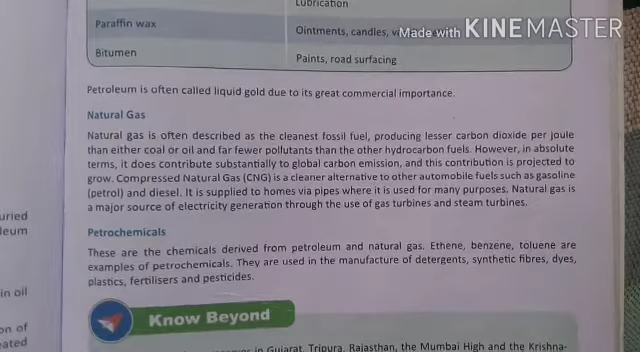 Lubrication
Paraffin wax
Ointments, candles,
Made with KINEMASTER
Bitumen
Paints, road surfacing
Petroleum is often called liquid gold due to its great commercial importance.
Natural Gas
Natural gas is often described as the cleanest fossil fuel, producing lesser carbon dioxide per joule
than either coal or oil and far fewer pollutants than the other hydrocarbon fuels. However, in absolute
terms, it does contribute substantially to global carbon emission, and this contribution is projected to
grow. Compressed Natural Gas (CNG) is a cleaner alternative to other automobile fuels such as gasoline
(petrol) and diesel. It is supplied to homes via pipes where it is used for many purposes. Natural gas is
a major source of electricity generation through the use of gas turbines and steam turbines.
Petrochemicals
These are the chemicals derived from petroleum and natural gas. Ethene, benzene, toluene are
examples of petrochemicals. They are used in the manufacture of detergents, synthetic fibres, dyes,
plastics, fertilisers and pesticides.
Know Beyond
in Gujarat, Tripura, Rajasthan, the Mumbai High and the Krishna-
in oil
on of